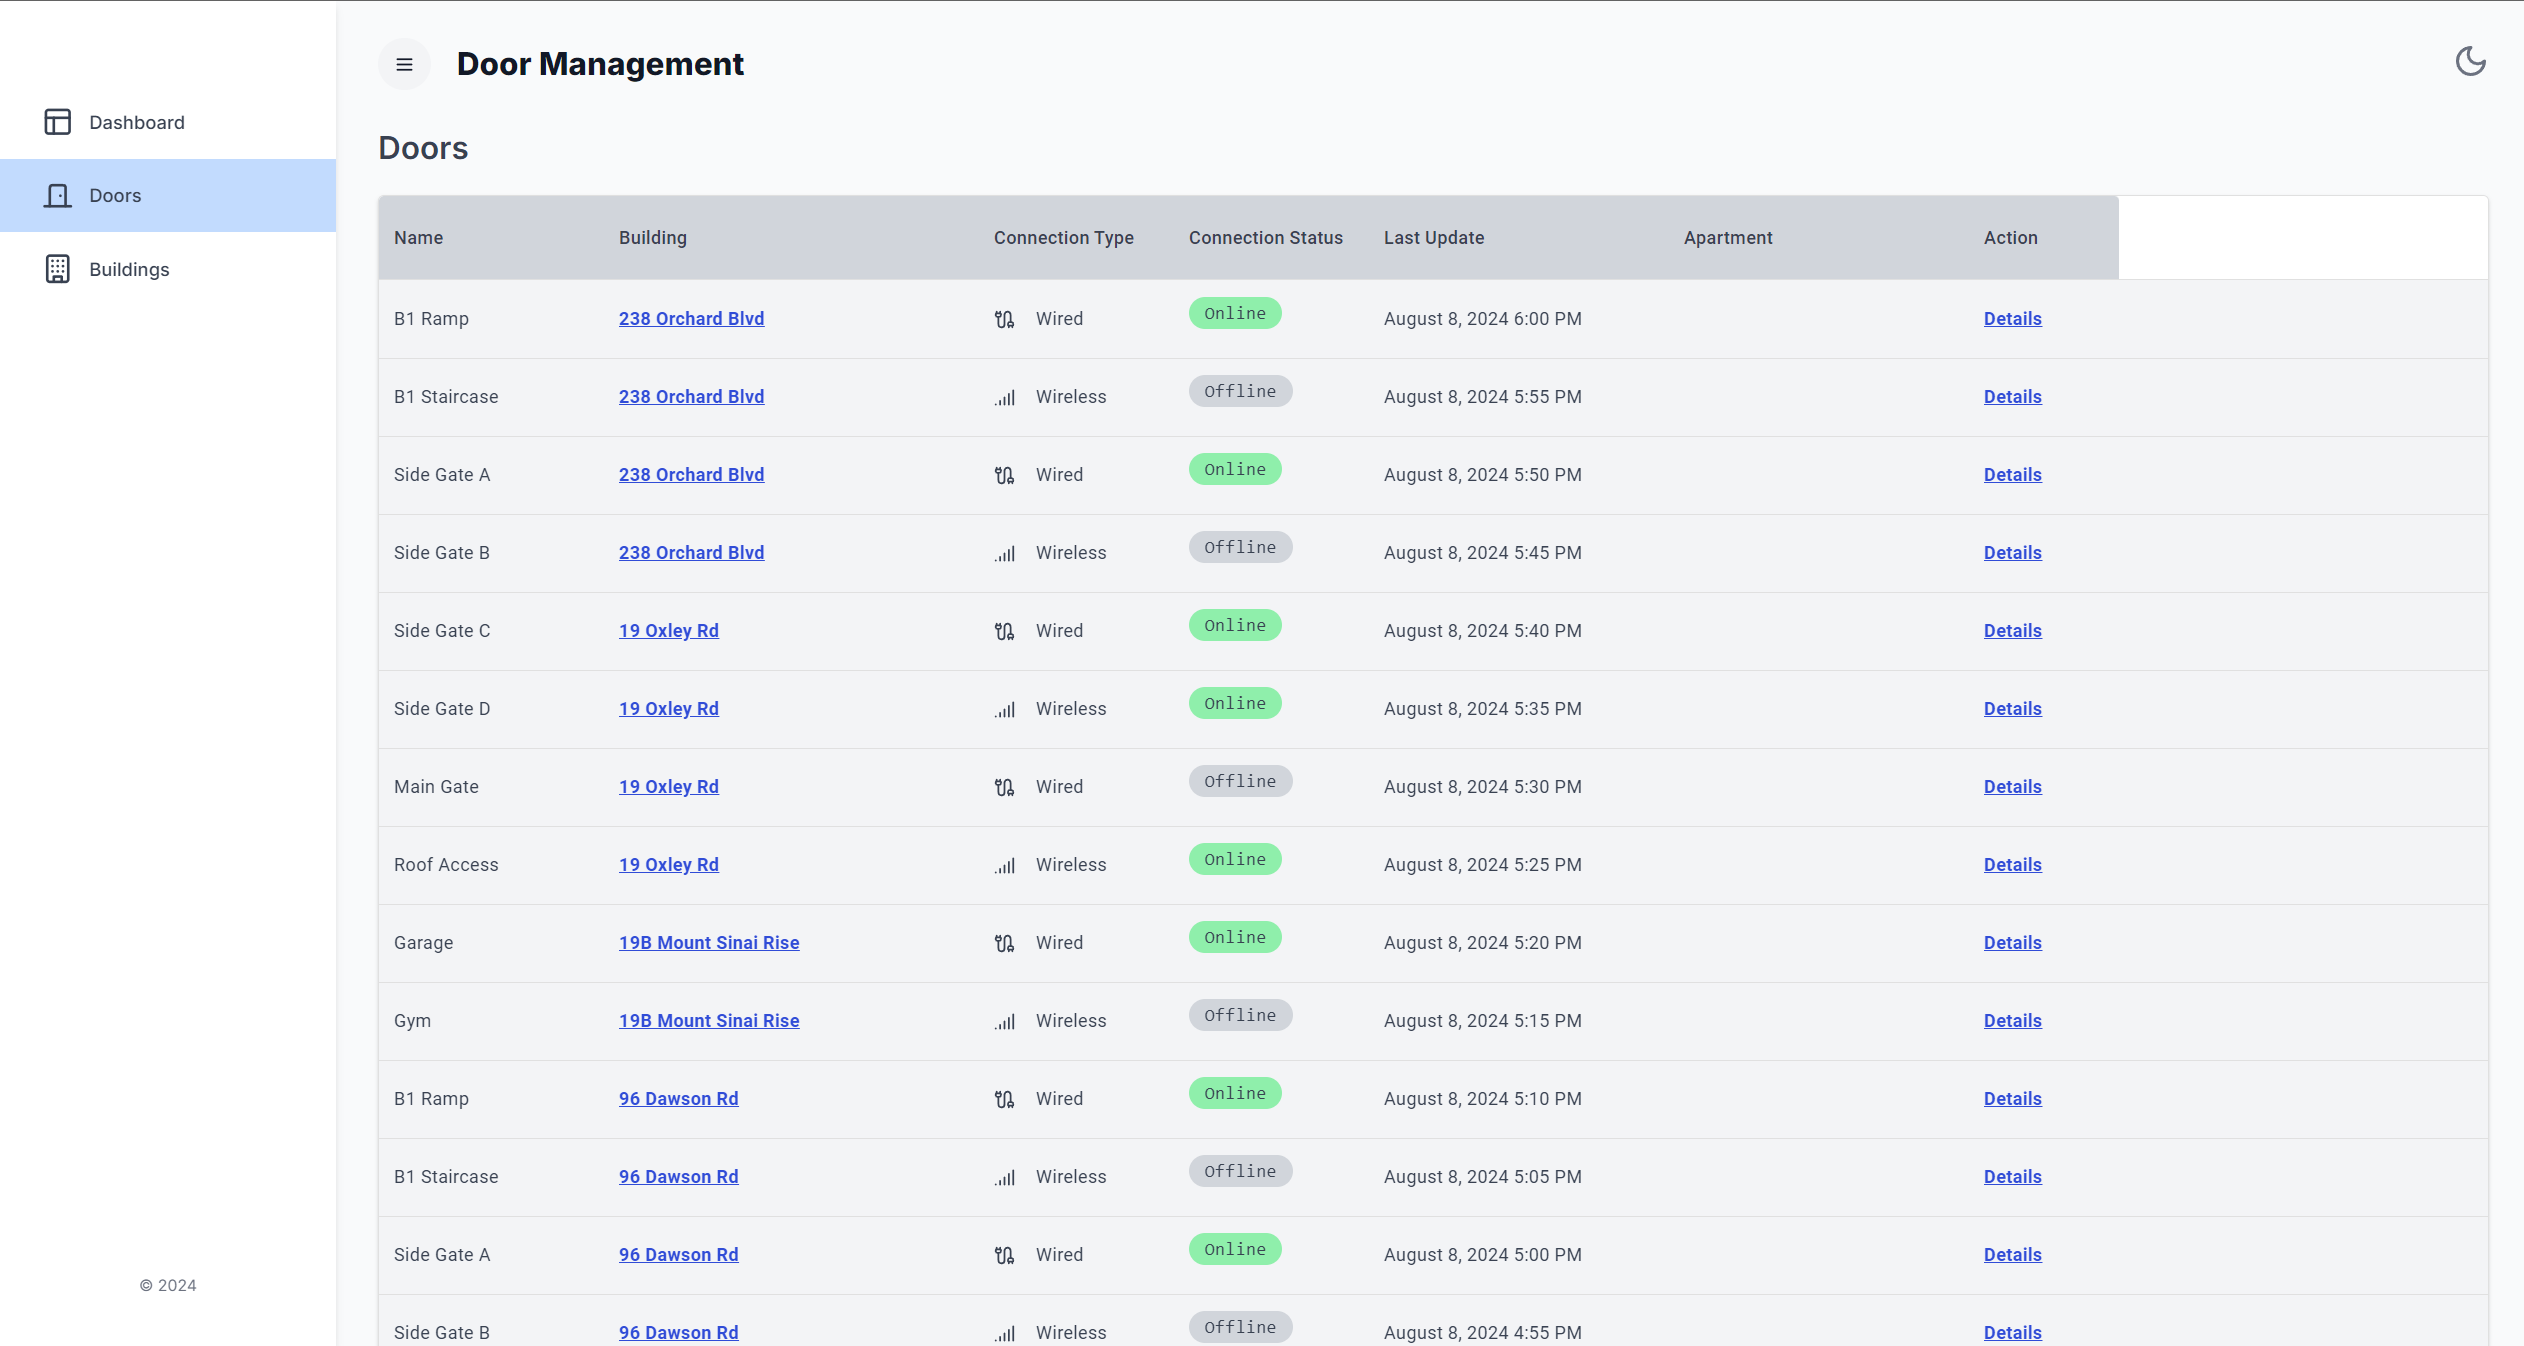 Door Management
Dashboard
Doors
Buildings
© 2024
Doors
Name Building Connection Type Connection Status Last Update Apartment Action
B1 Ramp 238 Orchard Blvd Wired Online August 8, 2024 6:00 PM Details
B1 Staircase 238 Orchard Blvd Wireless Offline August 8, 2024 5:55 PM Details
Side Gate A 238 Orchard Blvd Wired Online August 8, 2024 5:50 PM Details
Side Gate B 238 Orchard Blvd Wireless Offline August 8, 2024 5:45 PM Details
Side Gate C 19 Oxley Rd Wired Online August 8, 2024 5:40 PM Details
Side Gate D 19 Oxley Rd Wireless Online August 8, 2024 5:35 PM Details
Main Gate 19 Oxley Rd Wired Offline August 8, 2024 5:30 PM Details
Roof Access 19 Oxley Rd Wireless Online August 8, 2024 5:25 PM Details
Garage 19B Mount Sinai Rise Wired Online August 8, 2024 5:20 PM Details
Gym 19B Mount Sinai Rise Wireless Offline August 8, 2024 5:15 PM Details
B1 Ramp 96 Dawson Rd Wired Online August 8, 2024 5:10 PM Details
B1 Staircase 96 Dawson Rd Wireless Offline August 8, 2024 5:05 PM Details
Side Gate A 96 Dawson Rd Wired Online August 8, 2024 5:00 PM Details
Side Gate B 96 Dawson Rd Wireless Offline August 8, 2024 4:55 PM Details